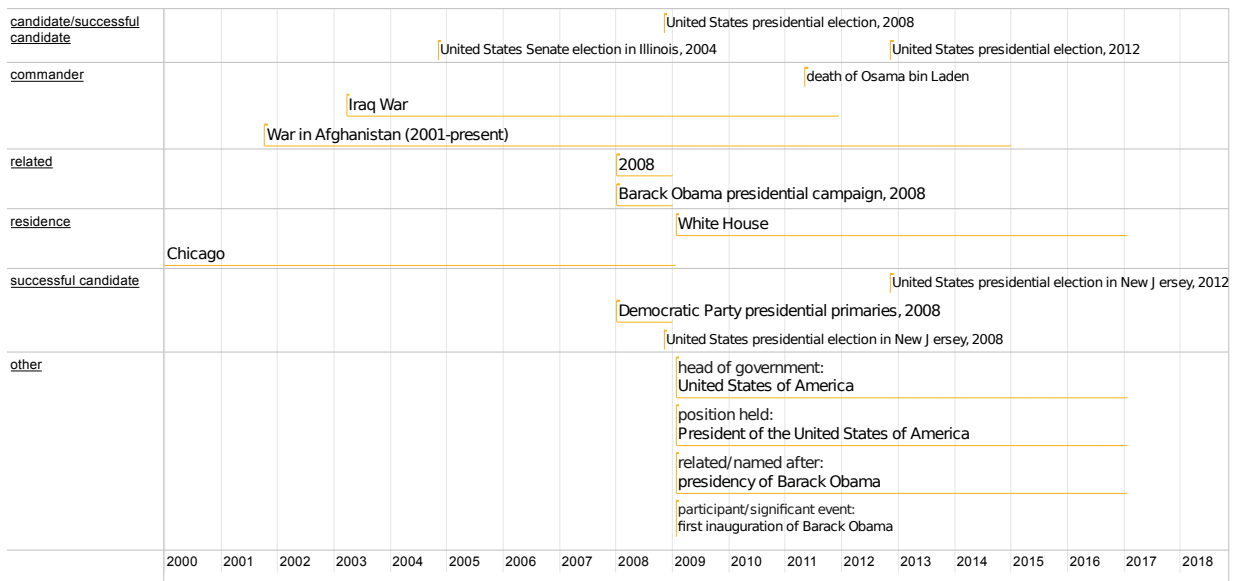 candidate/successful
candidate
United States presidential election, 2008
United States Senate election in Illinois, 2004
United States presidential election, 2012
commander
death of Osama bin Laden
Iraq War
War in Afghanistan (2001-present)
related
2008
Barack Obama presidential campaign, 2008
residence
White House
Chicago
successful candidate
United States presidential election in New Jersey, 2012
Democratic Party presidential primaries, 2008
United States presidential election in New Jersey, 2008
other
head of government:
United States of America
position held:
President of the United States of America
related/named after:
presidency of Barack Obama
participant/significant event:
first inauguration of Barack Obama
2000 2001 2002 2003 2004 2005 2006 2007 2008 2009 2010 2011 2012 2013 2014 2015 2016 2017 2018